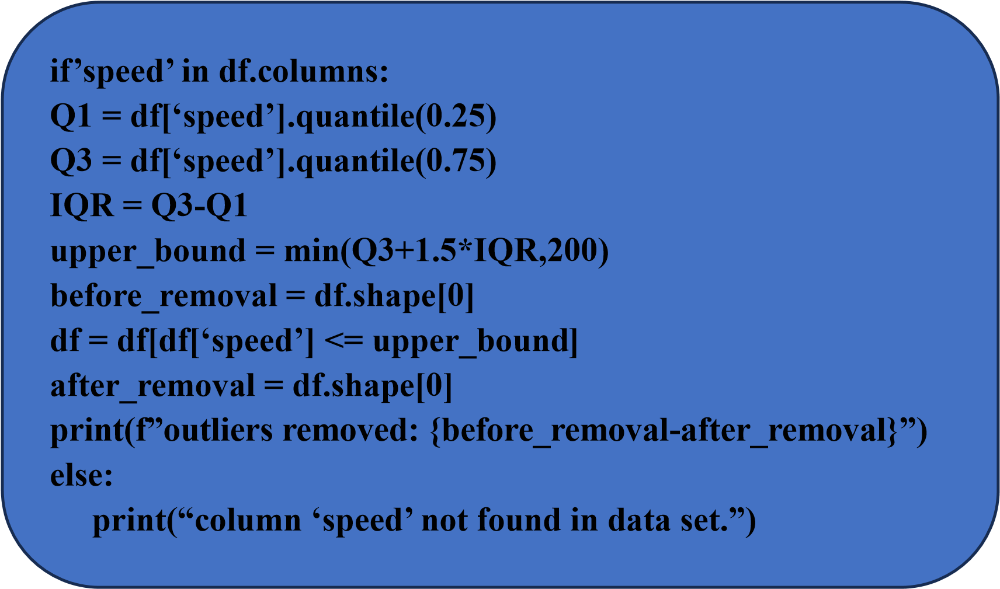 if’speed’ in df.columns:
Q1 = df[‘speed’].quantile(0.25)
Q3 = df[‘speed’].quantile(0.75)
IQR = Q3-Q1
upper_bound = min(Q3+1.5*IQR,200)
before_removal = df.shape[0]
df = df[df[‘speed’] <= upper_bound]
after_removal = df.shape[0]
print(f”outliers removed: {before_removal-after_removal}”)
else:
    print(“column ‘speed’ not found in data set.”)